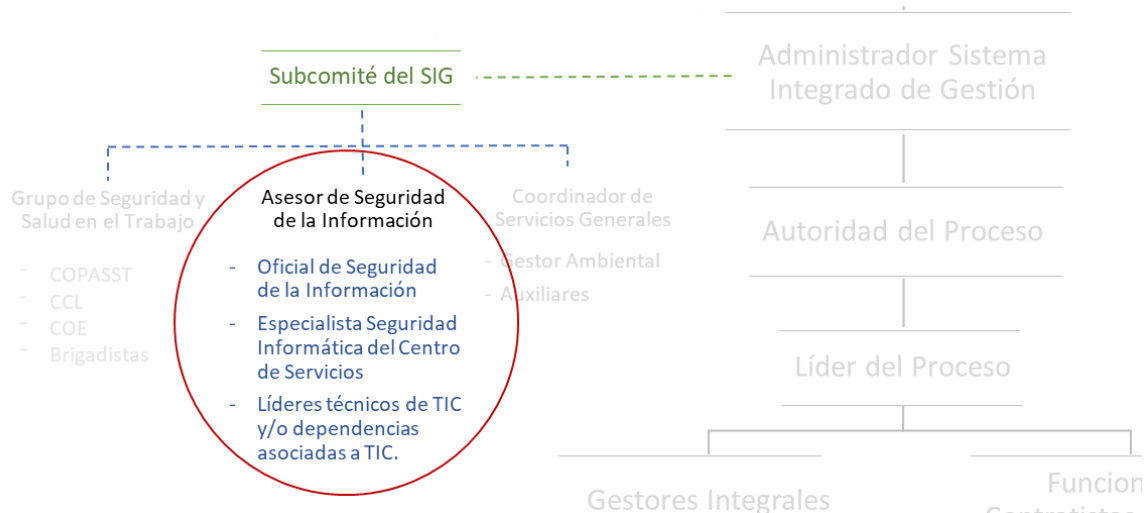 Subcomité del SIG
Administrador Sistema
Integrado de Gestión
Grupo de Seguridad y
Salud en el Trabajo
- COPASST
- CCL
- COE
- Brigadistas
Asesor de Seguridad
de la Información
- Oficial de Seguridad
de la Información
- Especialista Seguridad
Informática del Centro
de Servicios
- Líderes técnicos de TIC
y/o dependencias
asociadas a TIC.
Coordinador de
Servicios Generales
- Gestor Ambiental
- Auxiliares
Autoridad del Proceso
Líder del Proceso
Gestores Integrales